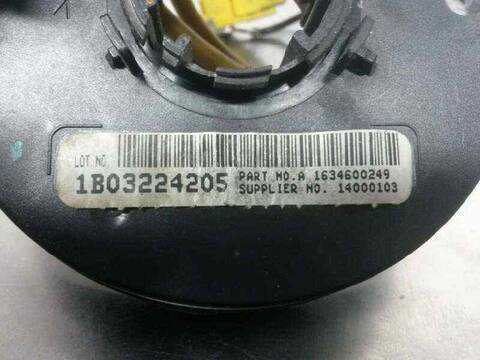 LOT NO.
1B03224205
PART NO.A 1634600249
SUPPLIER NO. 14000103